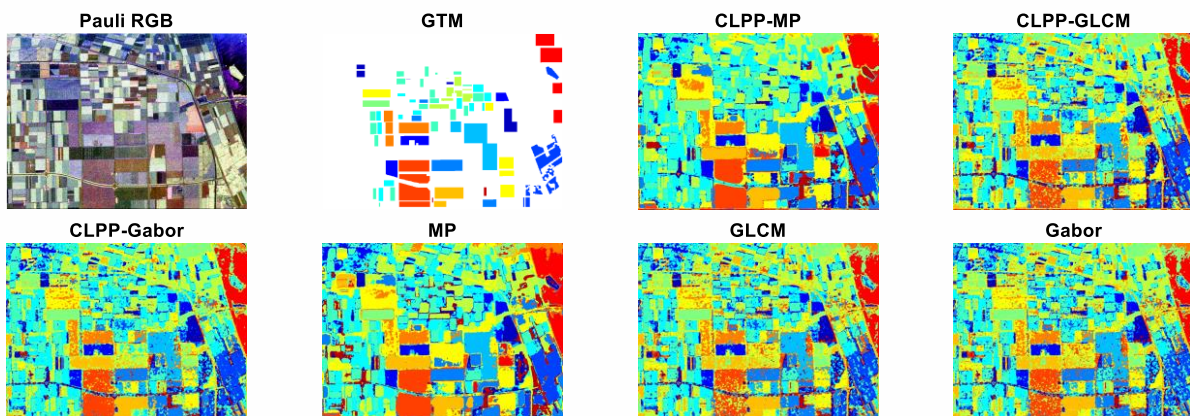 Pauli RGB
GTM
CLPP-MP
CLPP-GLCM
CLPP-Gabor
MP
GLCM
Gabor